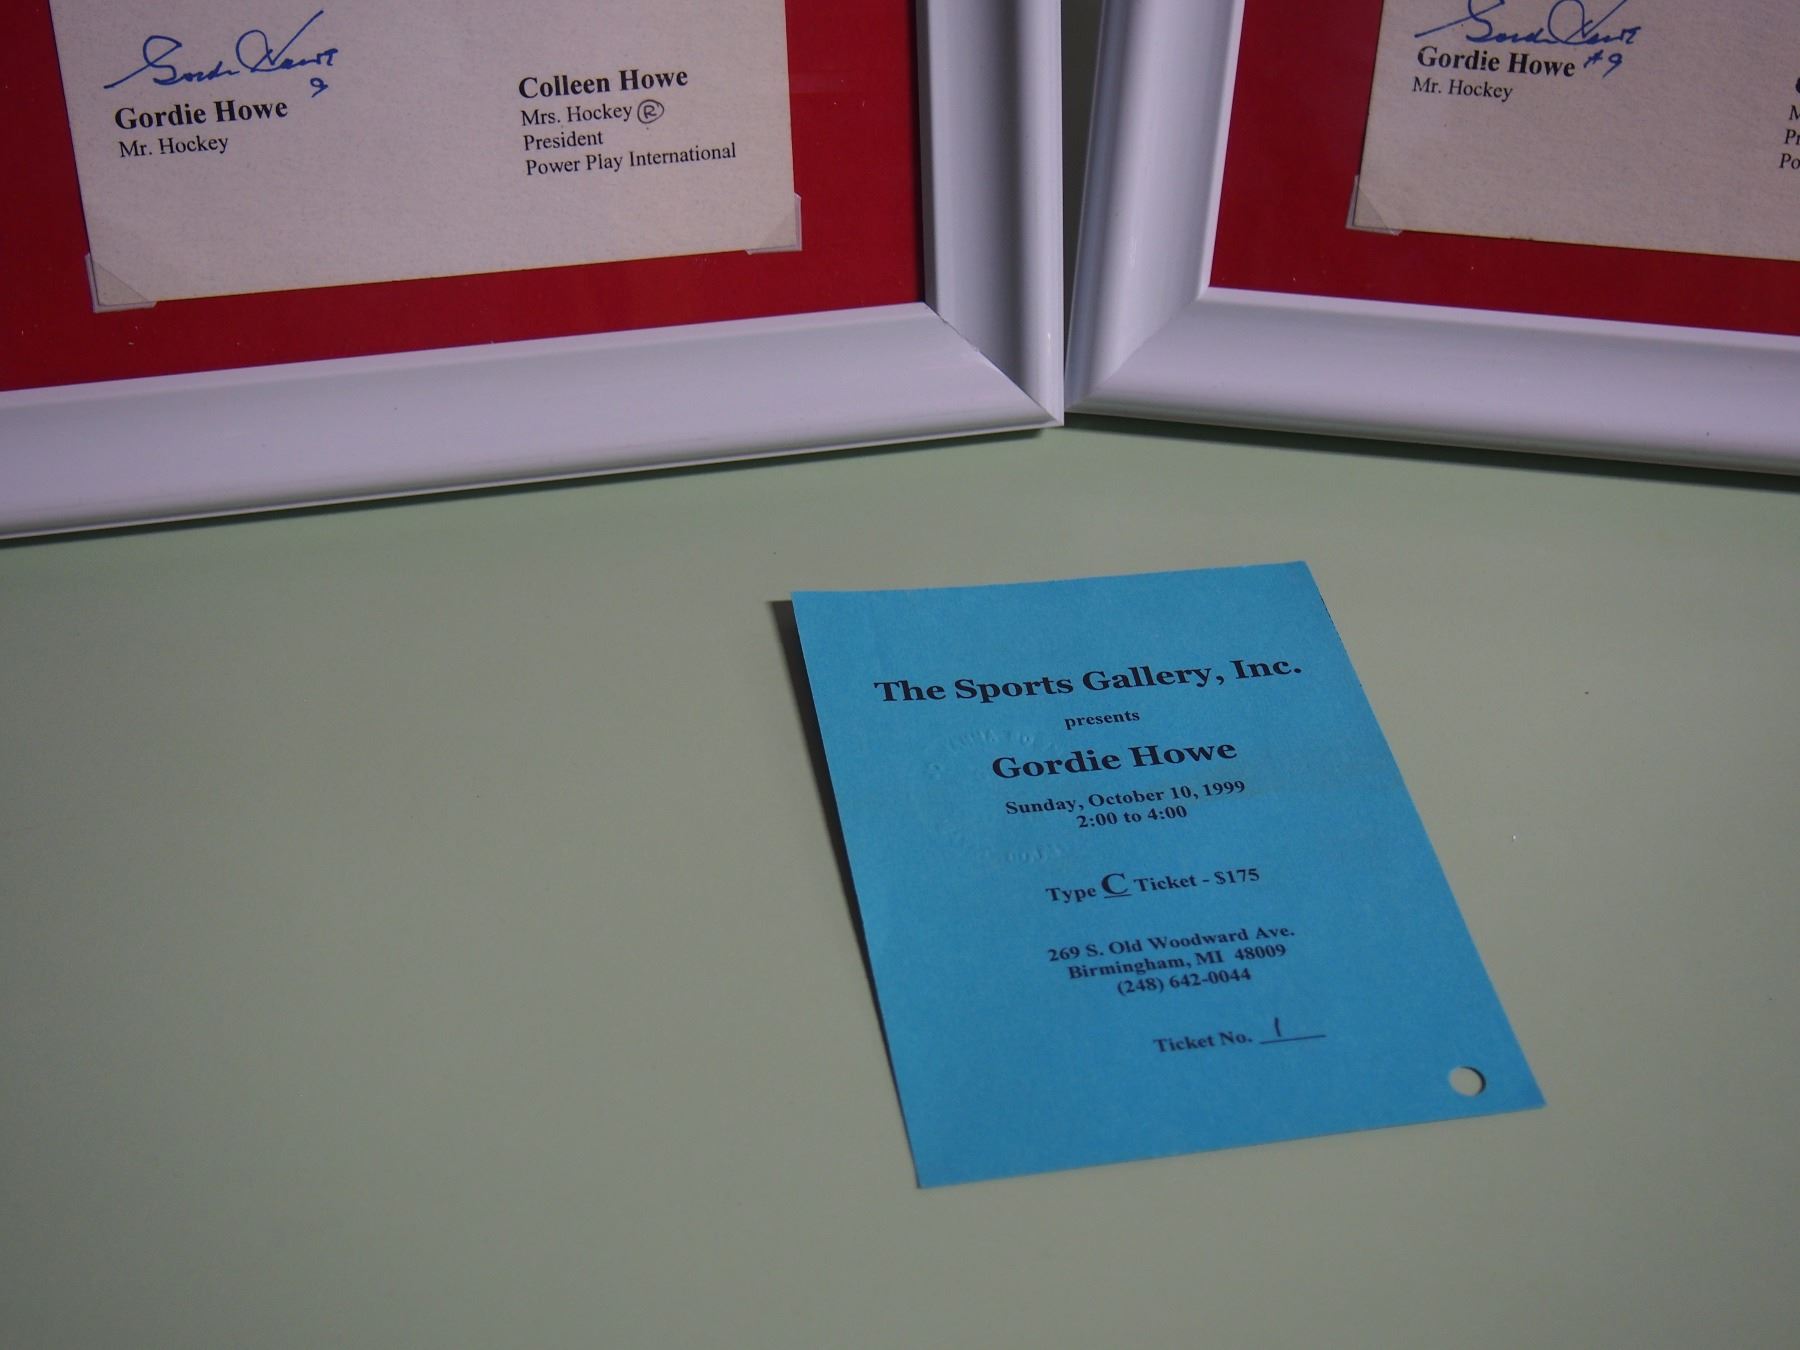 Gordie Howe
9
Gordie Howe
Mr. Hockey
Colleen Howe
Mrs. Hockey ®
President
Power Play International
Gordie Howe
#9
Gordie Howe
Mr. Hockey
The Sports Gallery, Inc.
presents
Gordie Howe
Sunday, October 10, 1999
2:00 to 4:00
Type C Ticket - $175
269 S. Old Woodward Ave.
Birmingham, MI 48009
(248) 642-0044
Ticket No. 1